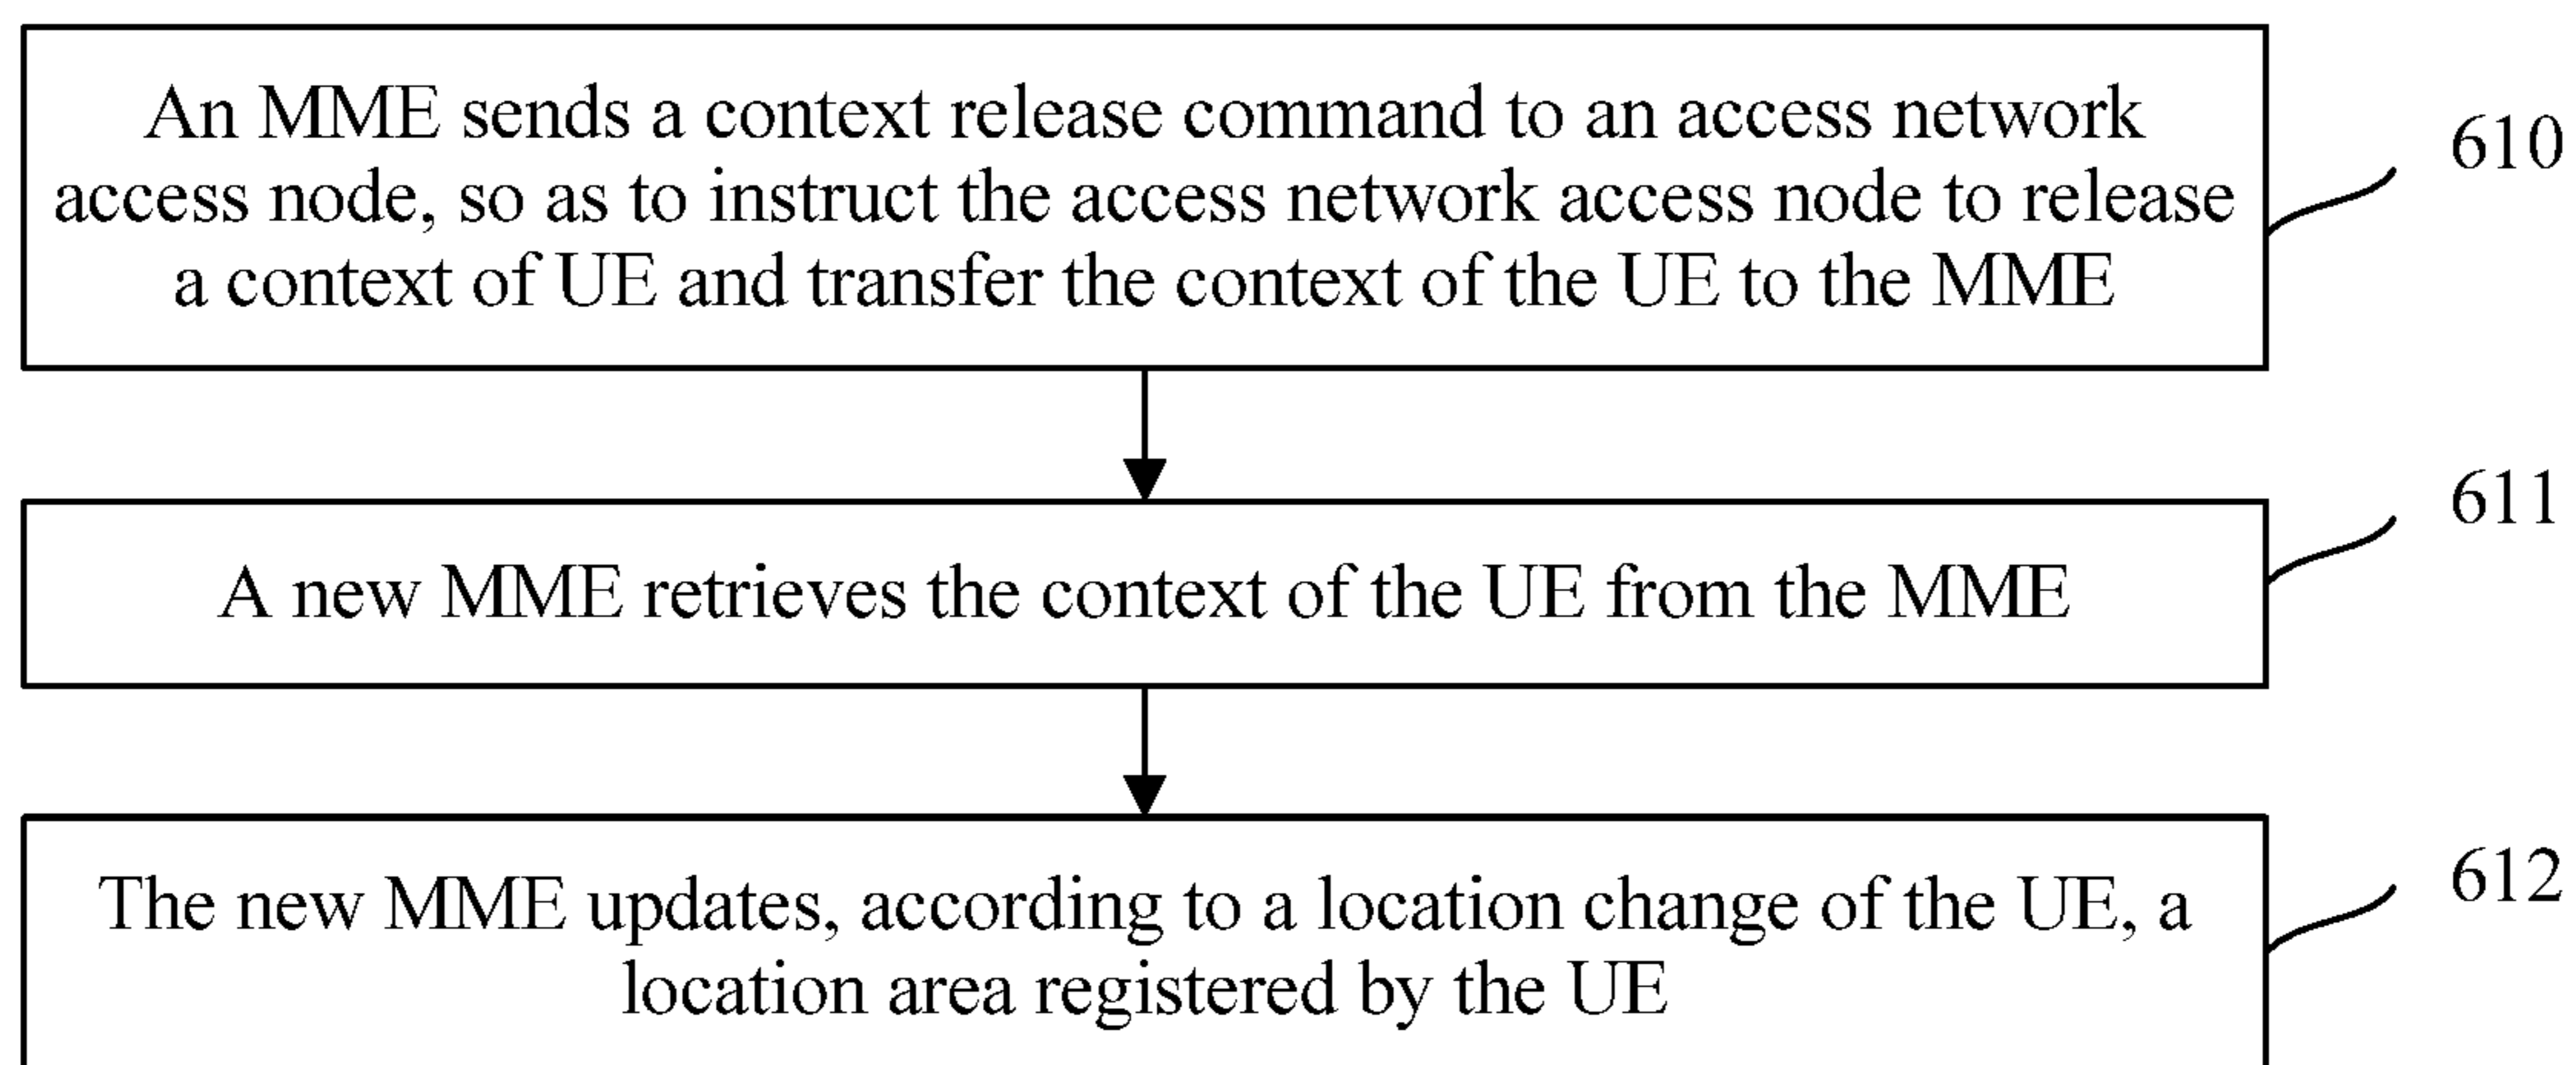 An MME sends a context release command to an access network
access node, so as to instruct the access network access node to release
a context of UE and transfer the context of the UE to the MME
610
A new MME retrieves the context of the UE from the MME
611
The new MME updates, according to a location change of the UE, a
location area registered by the UE
612